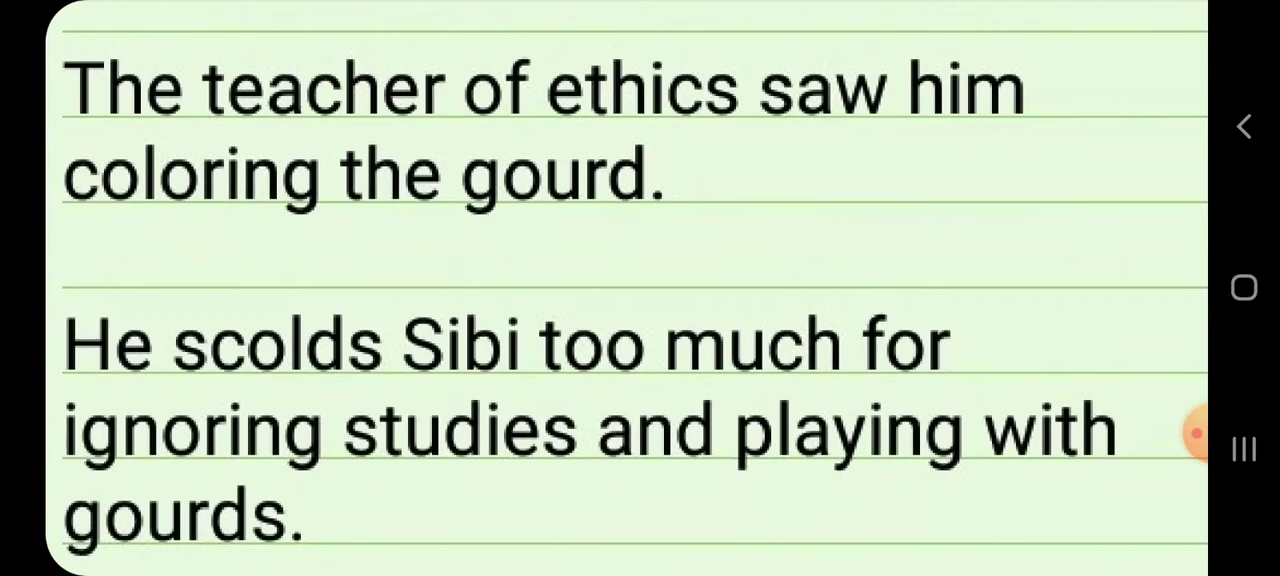 The teacher of ethics saw him
coloring the gourd.
He scolds Sibi too much for
ignoring studies and playing with
gourds.